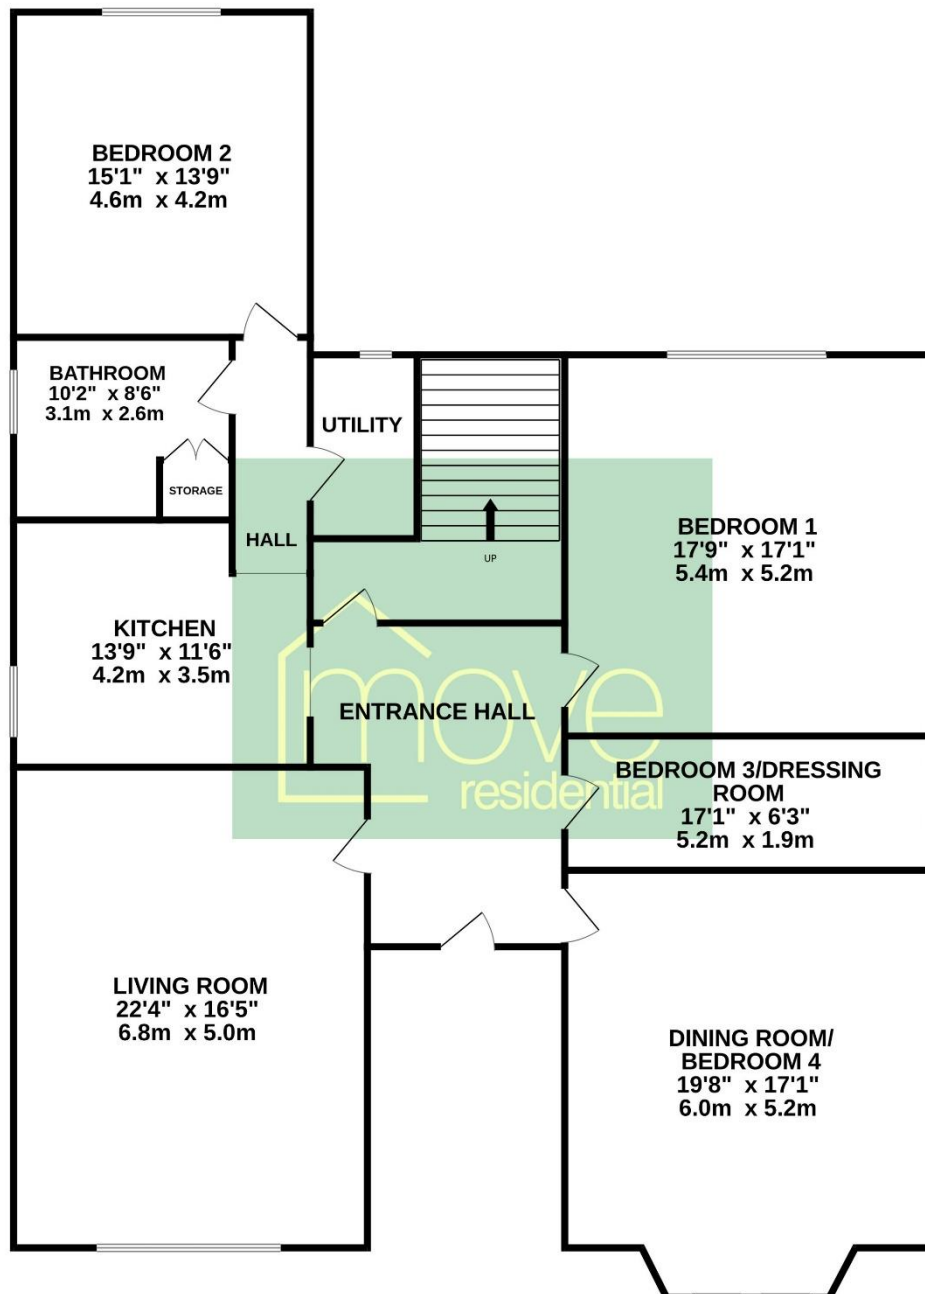 BEDROOM 2
15'1" x 13'9"
4.6m x 4.2m
BATHROOM
10'2" x 8'6"
3.1m x 2.6m
STORAGE
UTILITY
HALL
UP
BEDROOM 1
17'9" x 17'1"
5.4m x 5.2m
KITCHEN
13'9" x 11'6"
4.2m x 3.5m
ENTRANCE HALL
move
residential
BEDROOM 3/DRESSING
ROOM
17'1" x 6'3"
5.2m x 1.9m
LIVING ROOM
22'4" x 16'5"
6.8m x 5.0m
DINING ROOM/
BEDROOM 4
19'8" x 17'1"
6.0m x 5.2m